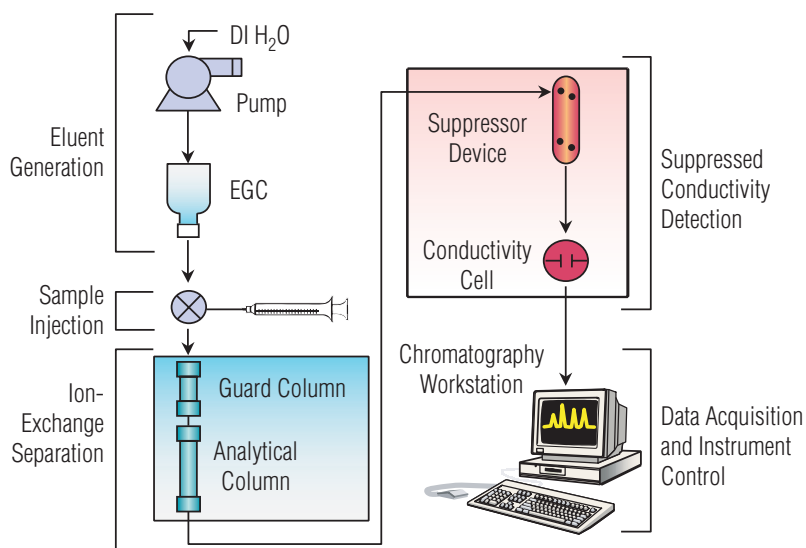 DI H₂O
Pump
Eluent
Generation
EGC
Sample
Injection
Ion-
Exchange
Separation
Guard Column
Analytical
Column
Suppressor
Device
Conductivity
Cell
Suppressed
Conductivity
Detection
Chromatography
Workstation
Data Acquisition
and Instrument
Control